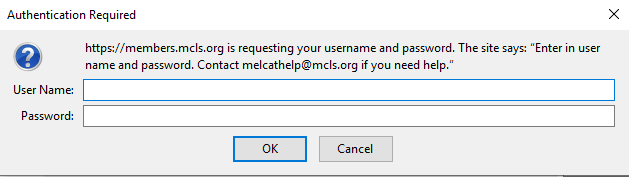 Authentication Required
https://members.mcls.org is requesting your username and password. The site says: “Enter in user
name and password. Contact melcathelp@mcls.org if you need help.”
User Name:
Password:
OK Cancel